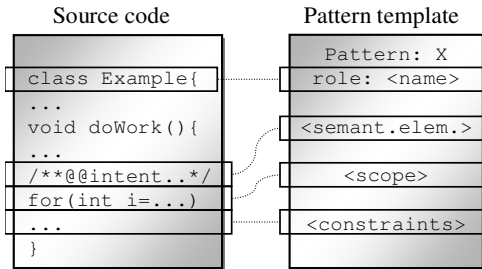 Source code
class Example{
...
void doWork(){
...
/**@@intent..*/
for(int i=...)
...
}
Pattern template
Pattern: X
role: <name>
<semant.elem.>
<scope>
<constraints>